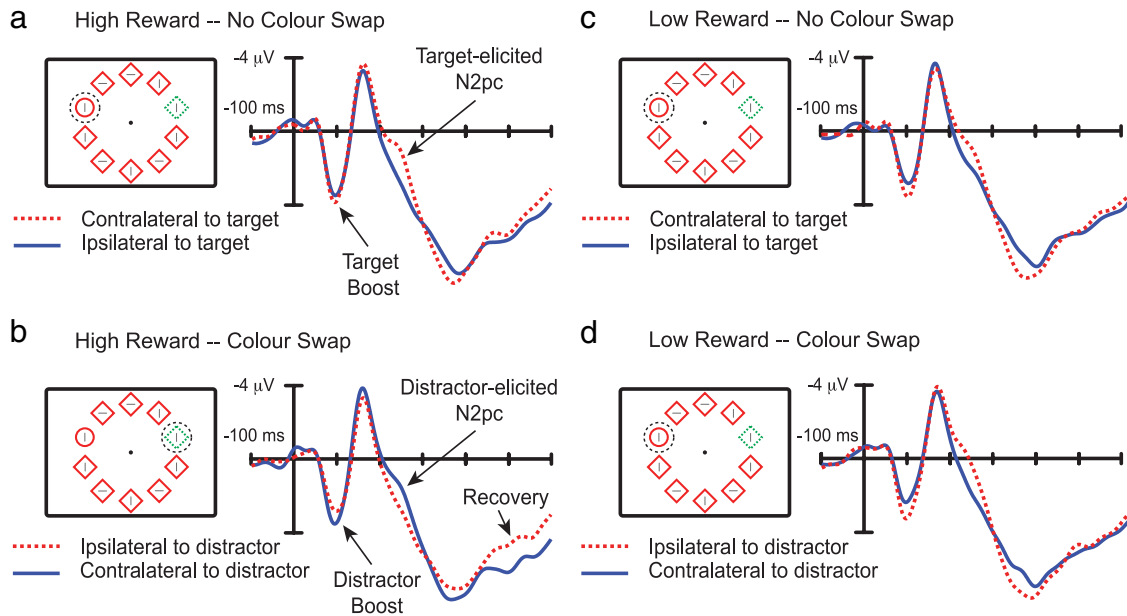 a
High Reward -- No Colour Swap
-4 μV
-100 ms
Target-elicited
N2pc
Target
Boost
Contralateral to target
Ipsilateral to target
c
Low Reward -- No Colour Swap
-4 μV
-100 ms
Contralateral to target
Ipsilateral to target
b
High Reward -- Colour Swap
-4 μV
-100 ms
Distractor-elicited
N2pc
Recovery
Distractor
Boost
Ipsilateral to distractor
Contralateral to distractor
d
Low Reward -- Colour Swap
-4 μV
-100 ms
Ipsilateral to distractor
Contralateral to distractor